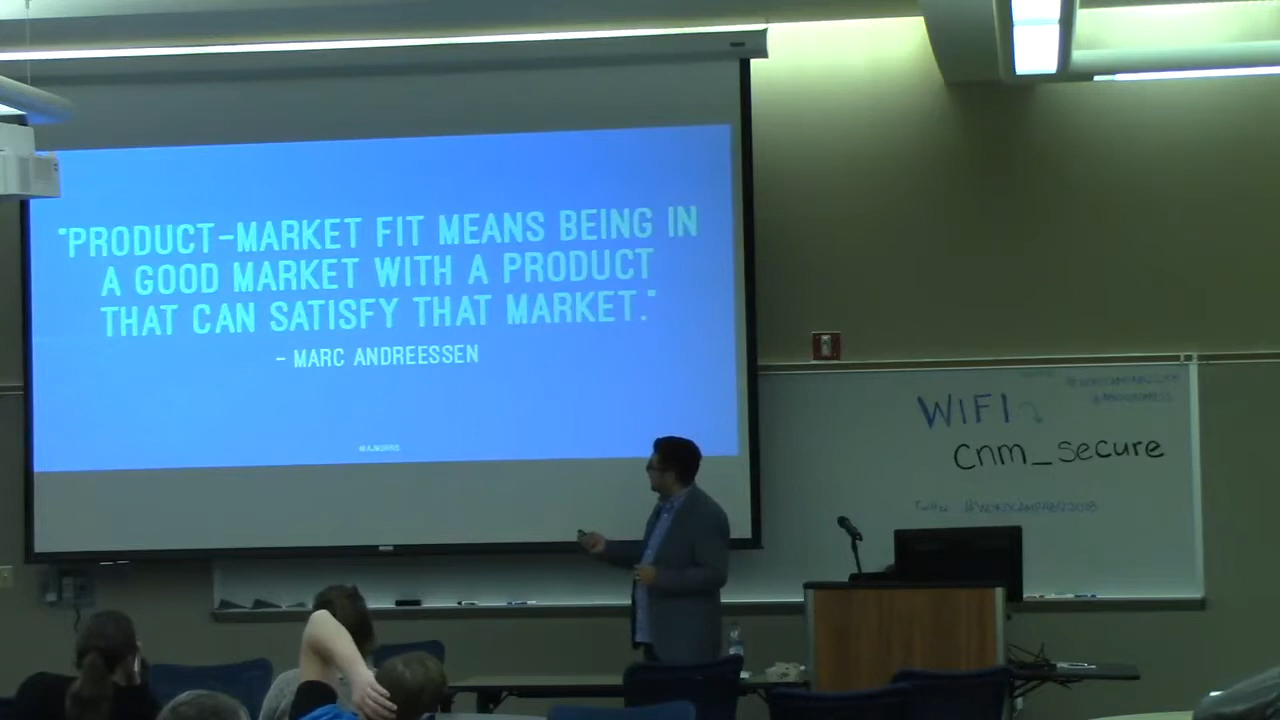 "PRODUCT-MARKET FIT MEANS BEING IN
A GOOD MARKET WITH A PRODUCT
THAT CAN SATISFY THAT MARKET."
- MARC ANDREESSEN
WIFI
cnm_secure
Twitter